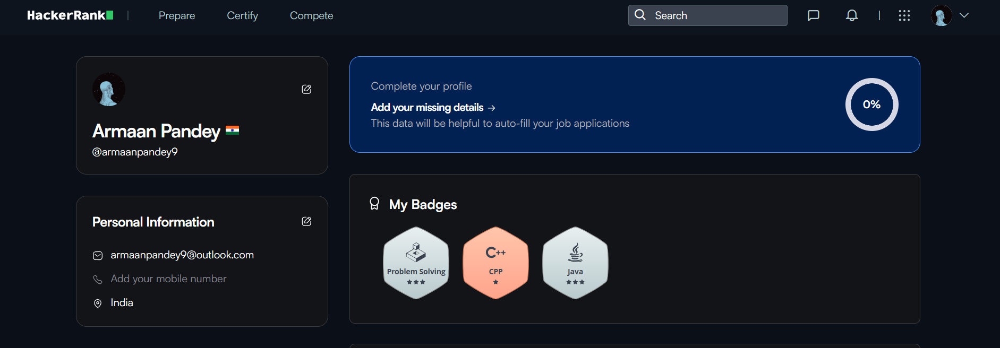 HackerRank
Prepare
Certify
Compete
Search
Armaan Pandey
@armaanpandey9
Personal Information
armaanpandey9@outlook.com
Add your mobile number
India
Complete your profile
Add your missing details →
This data will be helpful to auto-fill your job applications
0%
My Badges
C++
Problem Solving
CPP
Java